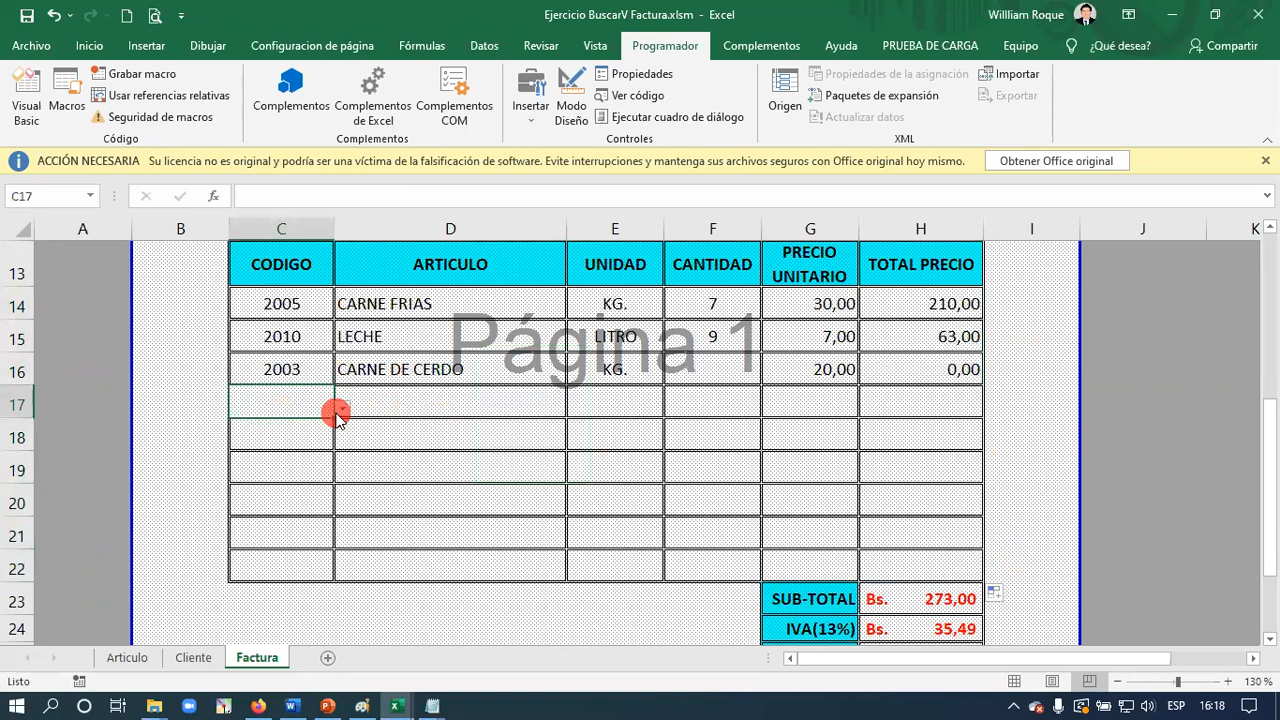 Ejercicio BuscarV Factura.xlsm - Excel
Willliam Roque
Archivo Inicio Insertar Dibujar Configuracion de página Fórmulas Datos Revisar Vista Programador Complementos Ayuda PRUEBA DE CARGA Equipo ¿Qué desea? Compartir
Visual Basic
Macros
Grabar macro
Usar referencias relativas
Seguridad de macros
Código
Complementos
Complementos de Excel
Complementos COM
Complementos
Insertar
Modo Diseño
Propiedades
Ver código
Ejecutar cuadro de diálogo
Controles
Origen
Propiedades de la asignación
Paquetes de expansión
Actualizar datos
Importar
Exportar
XML
ACCIÓN NECESARIA Su licencia no es original y podría ser una víctima de la falsificación de software. Evite interrupciones y mantenga sus archivos seguros con Office original hoy mismo. Obtener Office original
C17 fx
A B C D E F G H I J K
13 CODIGO ARTICULO UNIDAD CANTIDAD PRECIO UNITARIO TOTAL PRECIO
14 2005 CARNE FRIAS KG. 7 30,00 210,00
15 2010 LECHE LITRO 9 7,00 63,00
Página 1
16 2003 CARNE DE CERDO KG. 20,00 0,00
17
18
19
20
21
22
23 SUB-TOTAL Bs. 273,00
24 IVA(13%) Bs. 35,49
Articulo Cliente Factura
Listo 130 %
W P X ESP 16:18